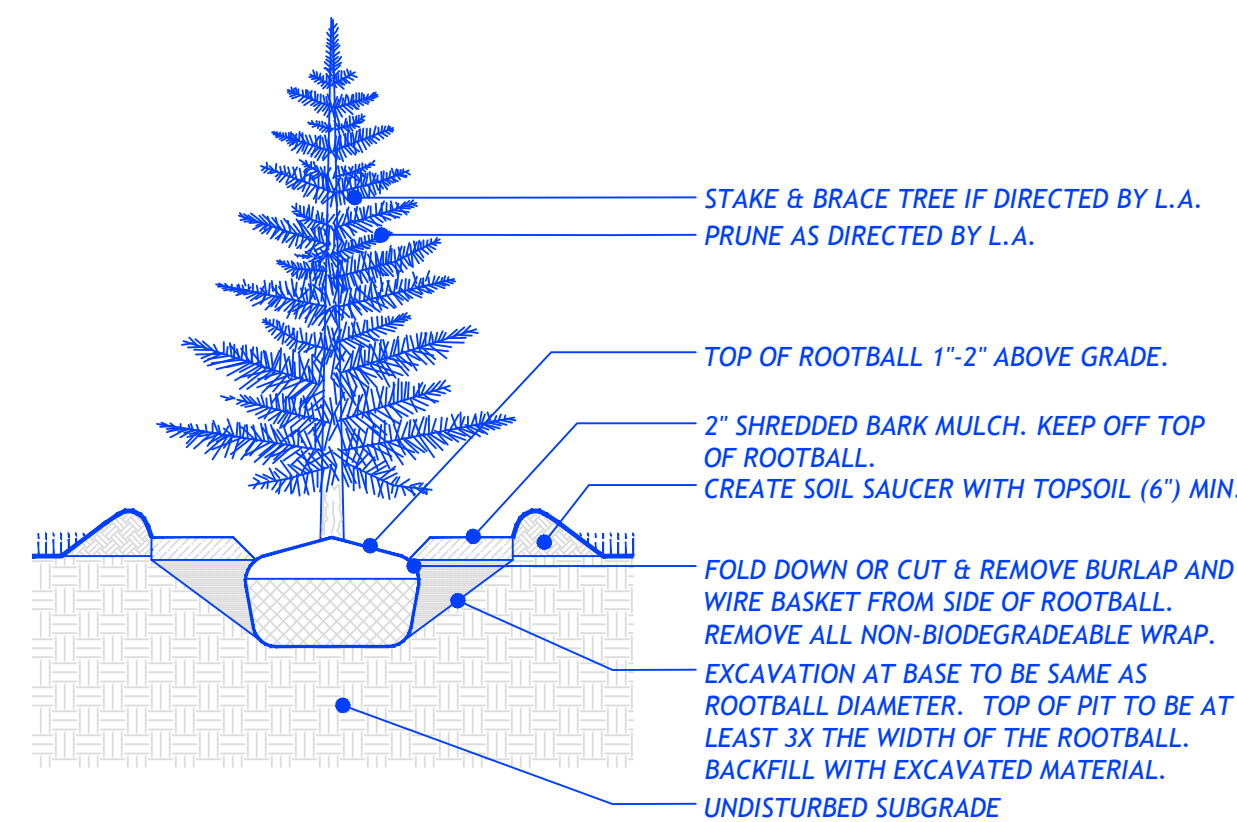 STAKE & BRACE TREE IF DIRECTED BY L.A.
PRUNE AS DIRECTED BY L.A.
TOP OF ROOTBALL 1"-2" ABOVE GRADE.
2" SHREDDED BARK MULCH. KEEP OFF TOP
OF ROOTBALL.
CREATE SOIL SAUCER WITH TOPSOIL (6") MIN.
FOLD DOWN OR CUT & REMOVE BURLAP AND
WIRE BASKET FROM SIDE OF ROOTBALL.
REMOVE ALL NON-BIODEGRADEABLE WRAP.
EXCAVATION AT BASE TO BE SAME AS
ROOTBALL DIAMETER.  TOP OF PIT TO BE AT
LEAST 3X THE WIDTH OF THE ROOTBALL.
BACKFILL WITH EXCAVATED MATERIAL.
UNDISTURBED SUBGRADE